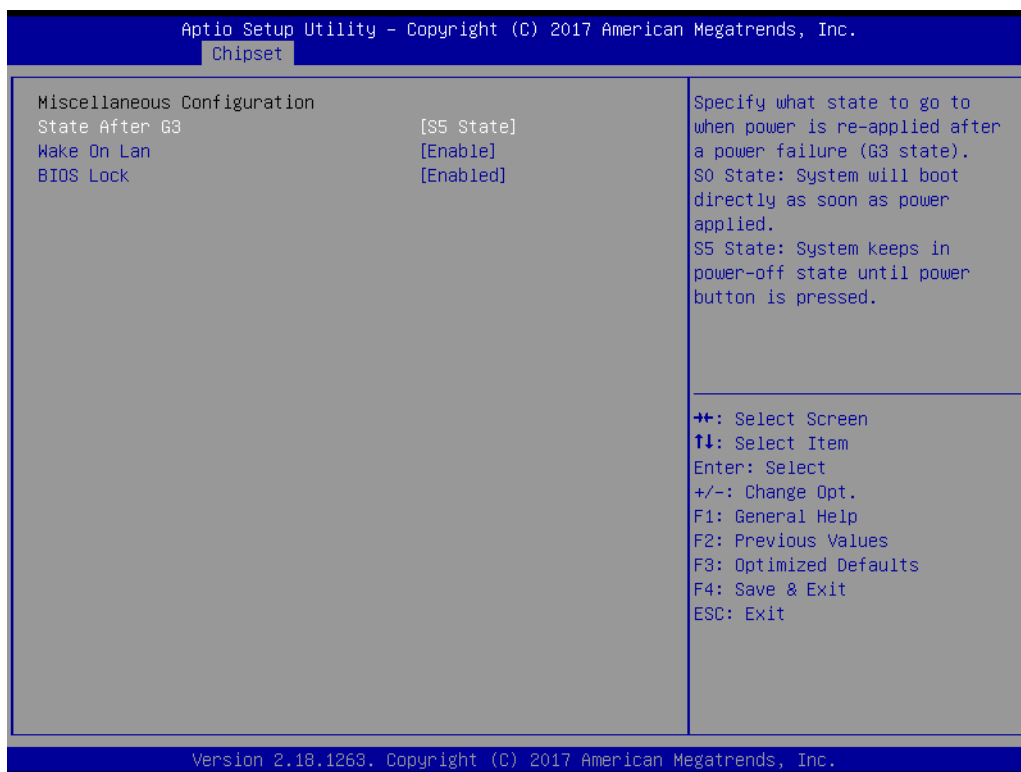 Aptio Setup Utility – Copyright (C) 2017 American Megatrends, Inc.
Chipset
Miscellaneous Configuration
State After G3 [S5 State]
Wake On Lan [Enable]
BIOS Lock [Enabled]
Specify what state to go to
when power is re-applied after
a power failure (G3 state).
S0 State: System will boot
directly as soon as power
applied.
S5 State: System keeps in
power-off state until power
button is pressed.
→←: Select Screen
↑↓: Select Item
Enter: Select
+/-: Change Opt.
F1: General Help
F2: Previous Values
F3: Optimized Defaults
F4: Save & Exit
ESC: Exit
Version 2.18.1263. Copyright (C) 2017 American Megatrends, Inc.